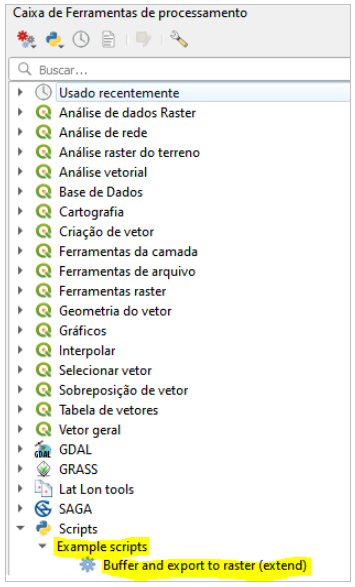 Caixa de Ferramentas de processamento
Buscar...
Usado recentemente
Análise de dados Raster
Análise de rede
Análise raster do terreno
Análise vetorial
Base de Dados
Cartografia
Criação de vetor
Ferramentas da camada
Ferramentas de arquivo
Ferramentas raster
Geometria do vetor
Gráficos
Interpolar
Selecionar vetor
Sobreposição de vetor
Tabela de vetores
Vetor geral
GDAL GDAL
GRASS
Lat Lon tools
SAGA
Scripts
Example scripts
Buffer and export to raster (extend)